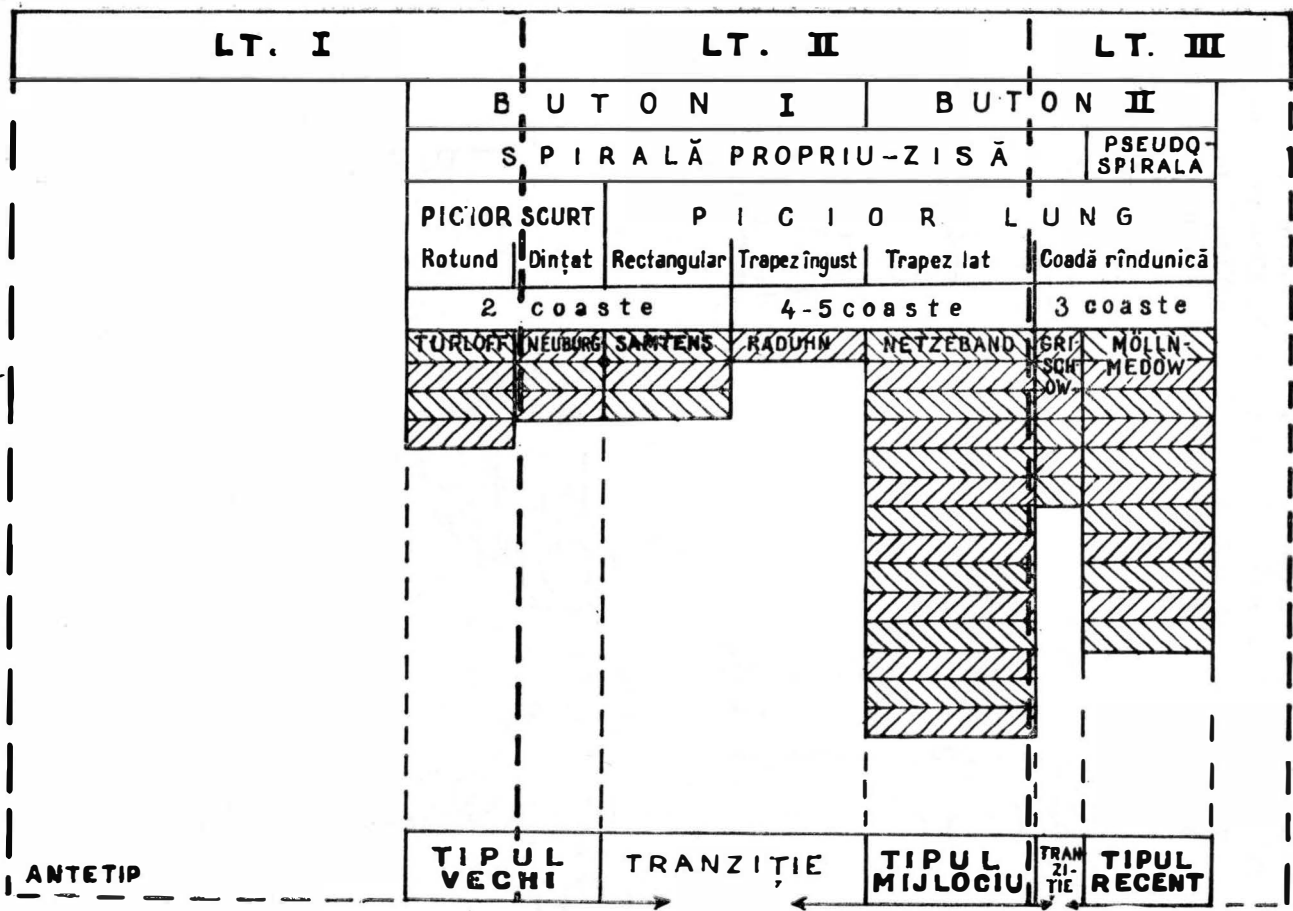 LT. I LT. II LT. III
BUTON I BUTON II
SPIRALĂ PROPRIU-ZISĂ
PSEUDO-
SPIRALĂ
PICIOR SCURT PICIOR LUNG
Rotund Dințat Rectangular Trapez îngust Trapez lat Coadă rîndunică
2 coaste 4-5 coaste 3 coaste
TURLOFF NEUBURG SAMTENS RADUHN NETZEBAND
GRI-
SCH
OW
MÖLLN-
MEDOW
ANTETIP
TIPUL
VECHI
TRANZIȚIE
TIPUL
MIJLOCIU
TRAN
ZI-
ȚIE
TIPUL
RECENT